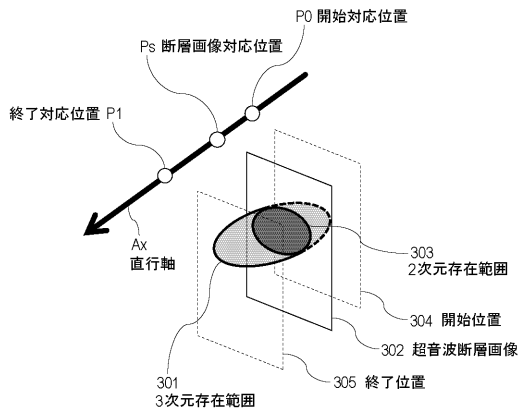 P0 開始対応位置
Ps 断層画像対応位置
終了対応位置 P1
Ax
直行軸
303
2次元存在範囲
304 開始位置
302 超音波断層画像
301
3次元存在範囲
305 終了位置